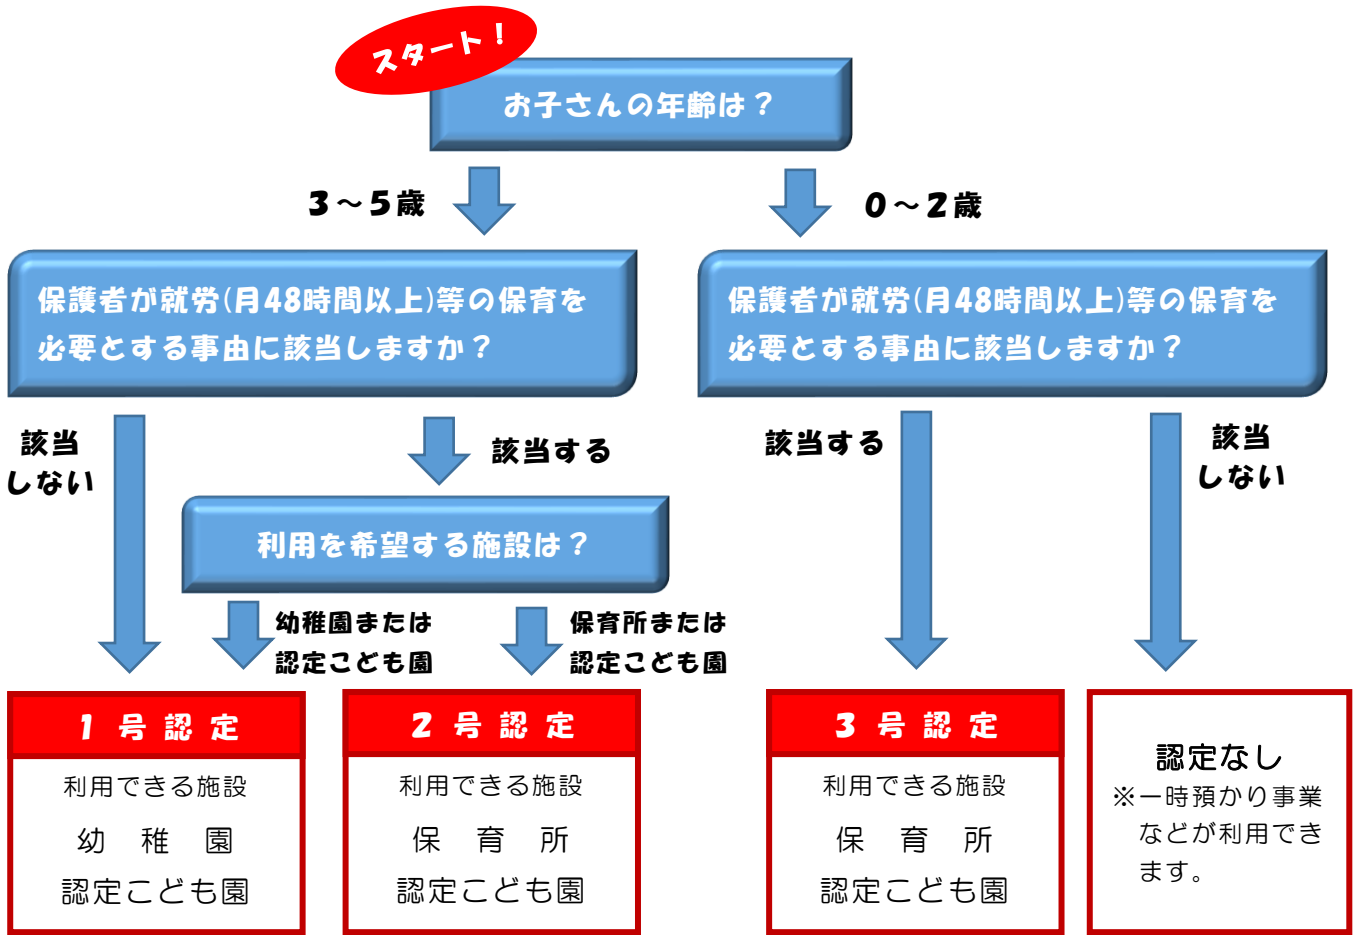 スタート！
お子さんの年齢は？
３～５歳
０～２歳
保護者が就労(月48時間以上)等の保育を
必要とする事由に該当しますか？
保護者が就労(月48時間以上)等の保育を
必要とする事由に該当しますか？
該当
しない
該当する
該当する
該当
しない
利用を希望する施設は？
幼稚園または
認定こども園
保育所または
認定こども園
１号認定
利用できる施設
幼　稚　園
認定こども園
２号認定
利用できる施設
保　育　所
認定こども園
３号認定
利用できる施設
保　育　所
認定こども園
認定なし
※一時預かり事業
などが利用でき
ます。